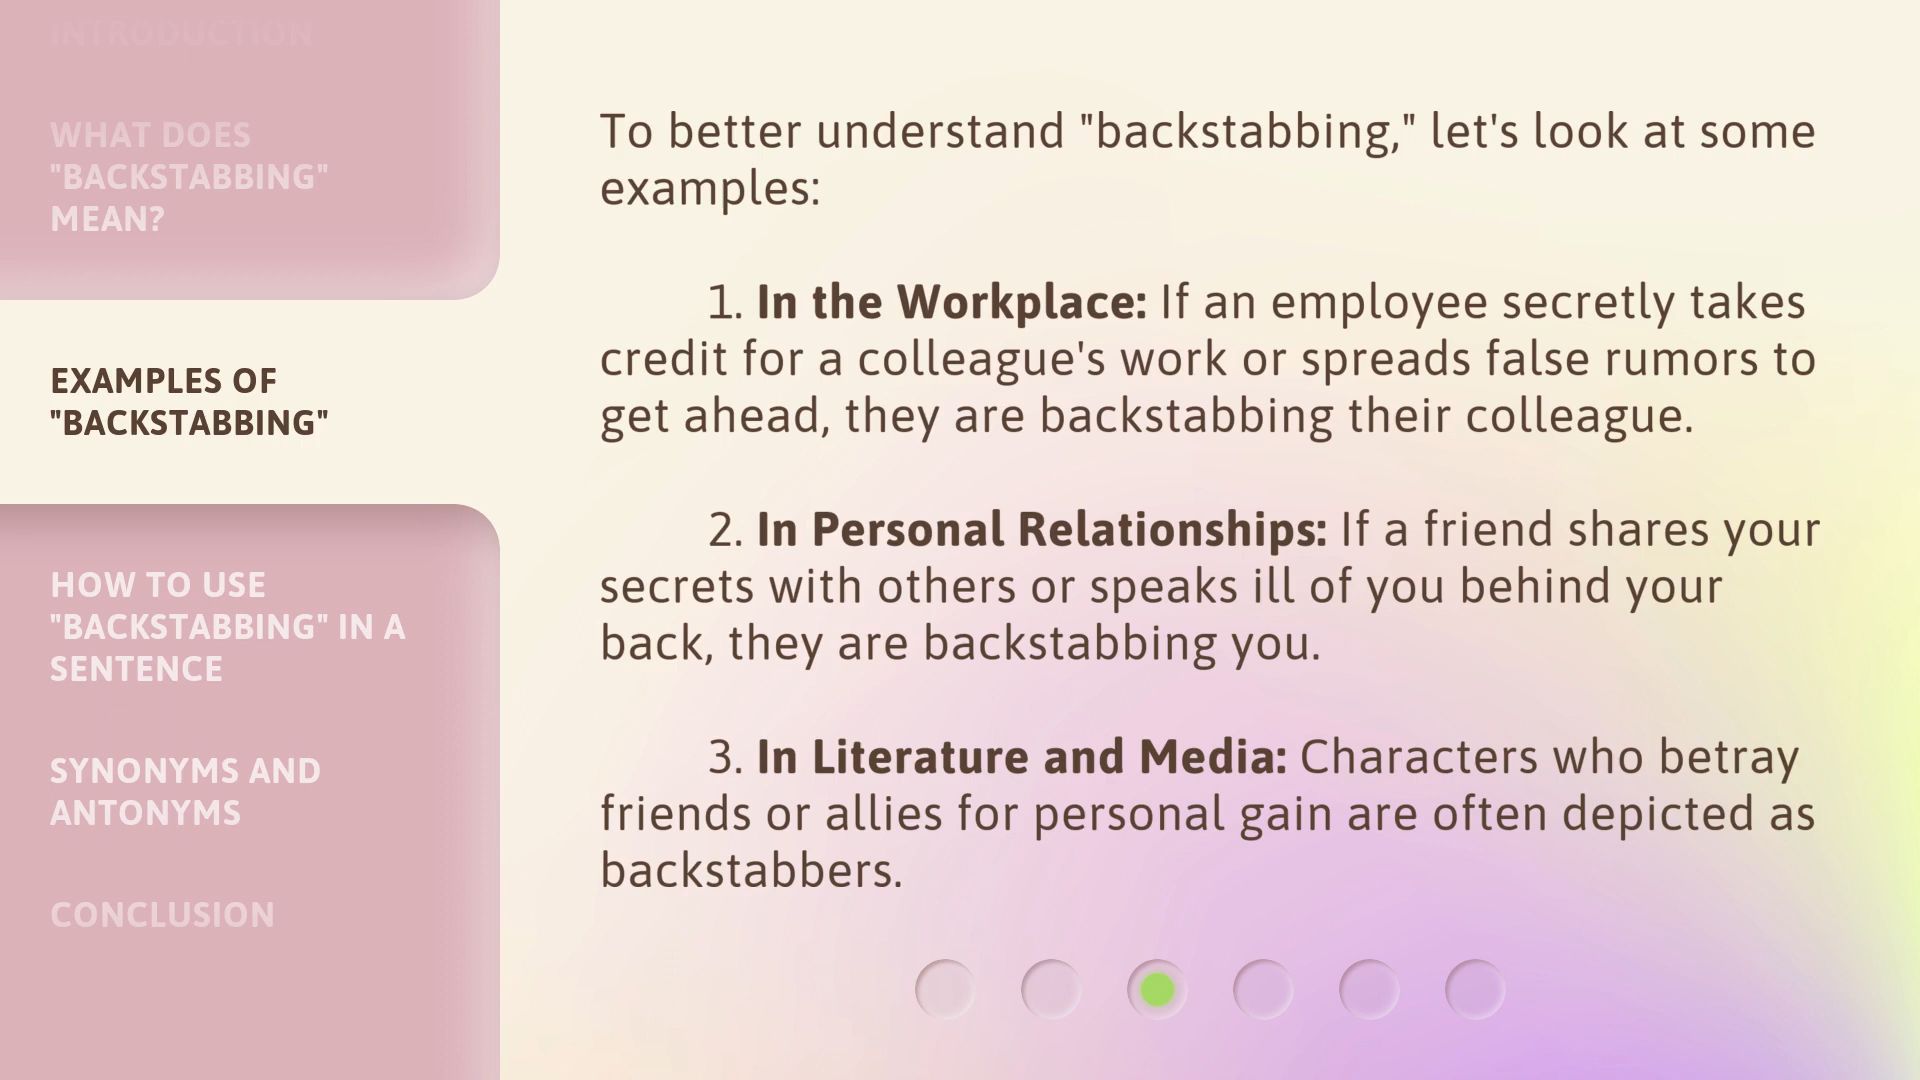 INTRODUCTION
WHAT DOES
"BACKSTABBING"
MEAN?
EXAMPLES OF
"BACKSTABBING"
HOW TO USE
"BACKSTABBING" IN A
SENTENCE
SYNONYMS AND
ANTONYMS
CONCLUSION
To better understand "backstabbing," let's look at some
examples:
1. In the Workplace: If an employee secretly takes
credit for a colleague's work or spreads false rumors to
get ahead, they are backstabbing their colleague.
2. In Personal Relationships: If a friend shares your
secrets with others or speaks ill of you behind your
back, they are backstabbing you.
3. In Literature and Media: Characters who betray
friends or allies for personal gain are often depicted as
backstabbers.